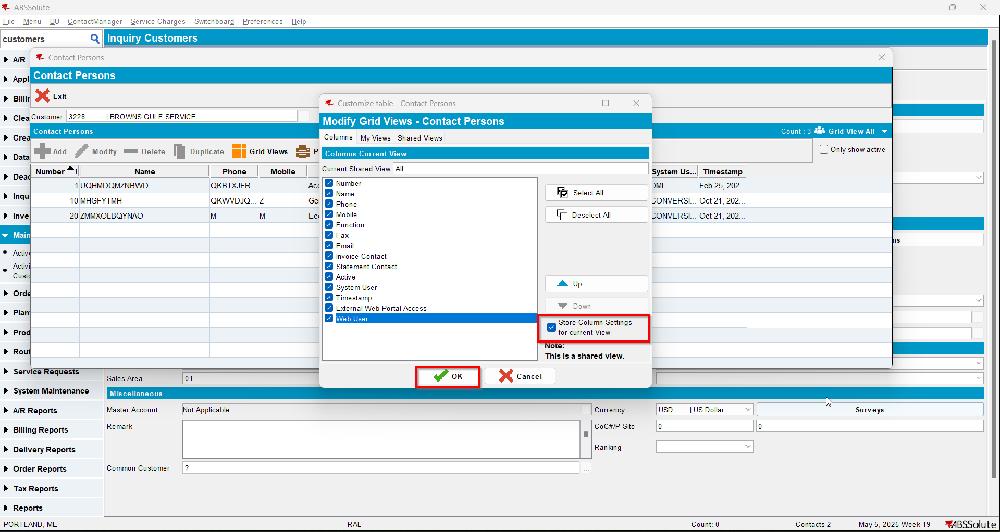 ABSSolute
File Menu BU ContactManager Service Charges Switchboard Preferences Help
customers
Inquiry Customers
A/R
Appli
Billin
Clea
Crea
Data
Dead
Inqui
Inve
Main
Active
Activi
Custo
Orde
Plant
Prod
Rout
Service Requests
System Maintenance
A/R Reports
Billing Reports
Delivery Reports
Order Reports
Tax Reports
Reports
Contact Persons
Contact Persons
Exit
Customer 3228 | BROWNS GULF SERVICE ...
Contact Persons Count : 3 Grid View All
Add Modify Delete Duplicate Grid Views Only show active
Number 1 Name Phone Mobile System Us... Timestamp
1 UQHMDQMZNBWD QKBTXJFR... Acc DMI Feb 25, 202...
10 MHGFYTMH QKWVDJQ... Z Ge CONVERSI... Oct 21, 202...
20 ZMMXOLBQYNAO M M Ecc CONVERSI... Oct 21, 202...
Customize table - Contact Persons
Modify Grid Views - Contact Persons
Columns My Views Shared Views
Columns Current View
Current Shared View All
Number
Name
Phone
Mobile
Function
Fax
Email
Invoice Contact
Statement Contact
Active
System User
Timestamp
External Web Portal Access
Web User
Select All
Deselect All
Up
Down
Store Column Settings
for current View
Note:
This is a shared view.
OK Cancel
ns
...
...
Sales Area 01
Miscellaneous
Master Account Not Applicable ... Currency USD | US Dollar Surveys
Remark CoC#/P-Site 0 0
Ranking
Common Customer ? ...
PORTLAND, ME - - RAL Count: 0 Contacts 2 May 5, 2025 Week 19 ABSSolute